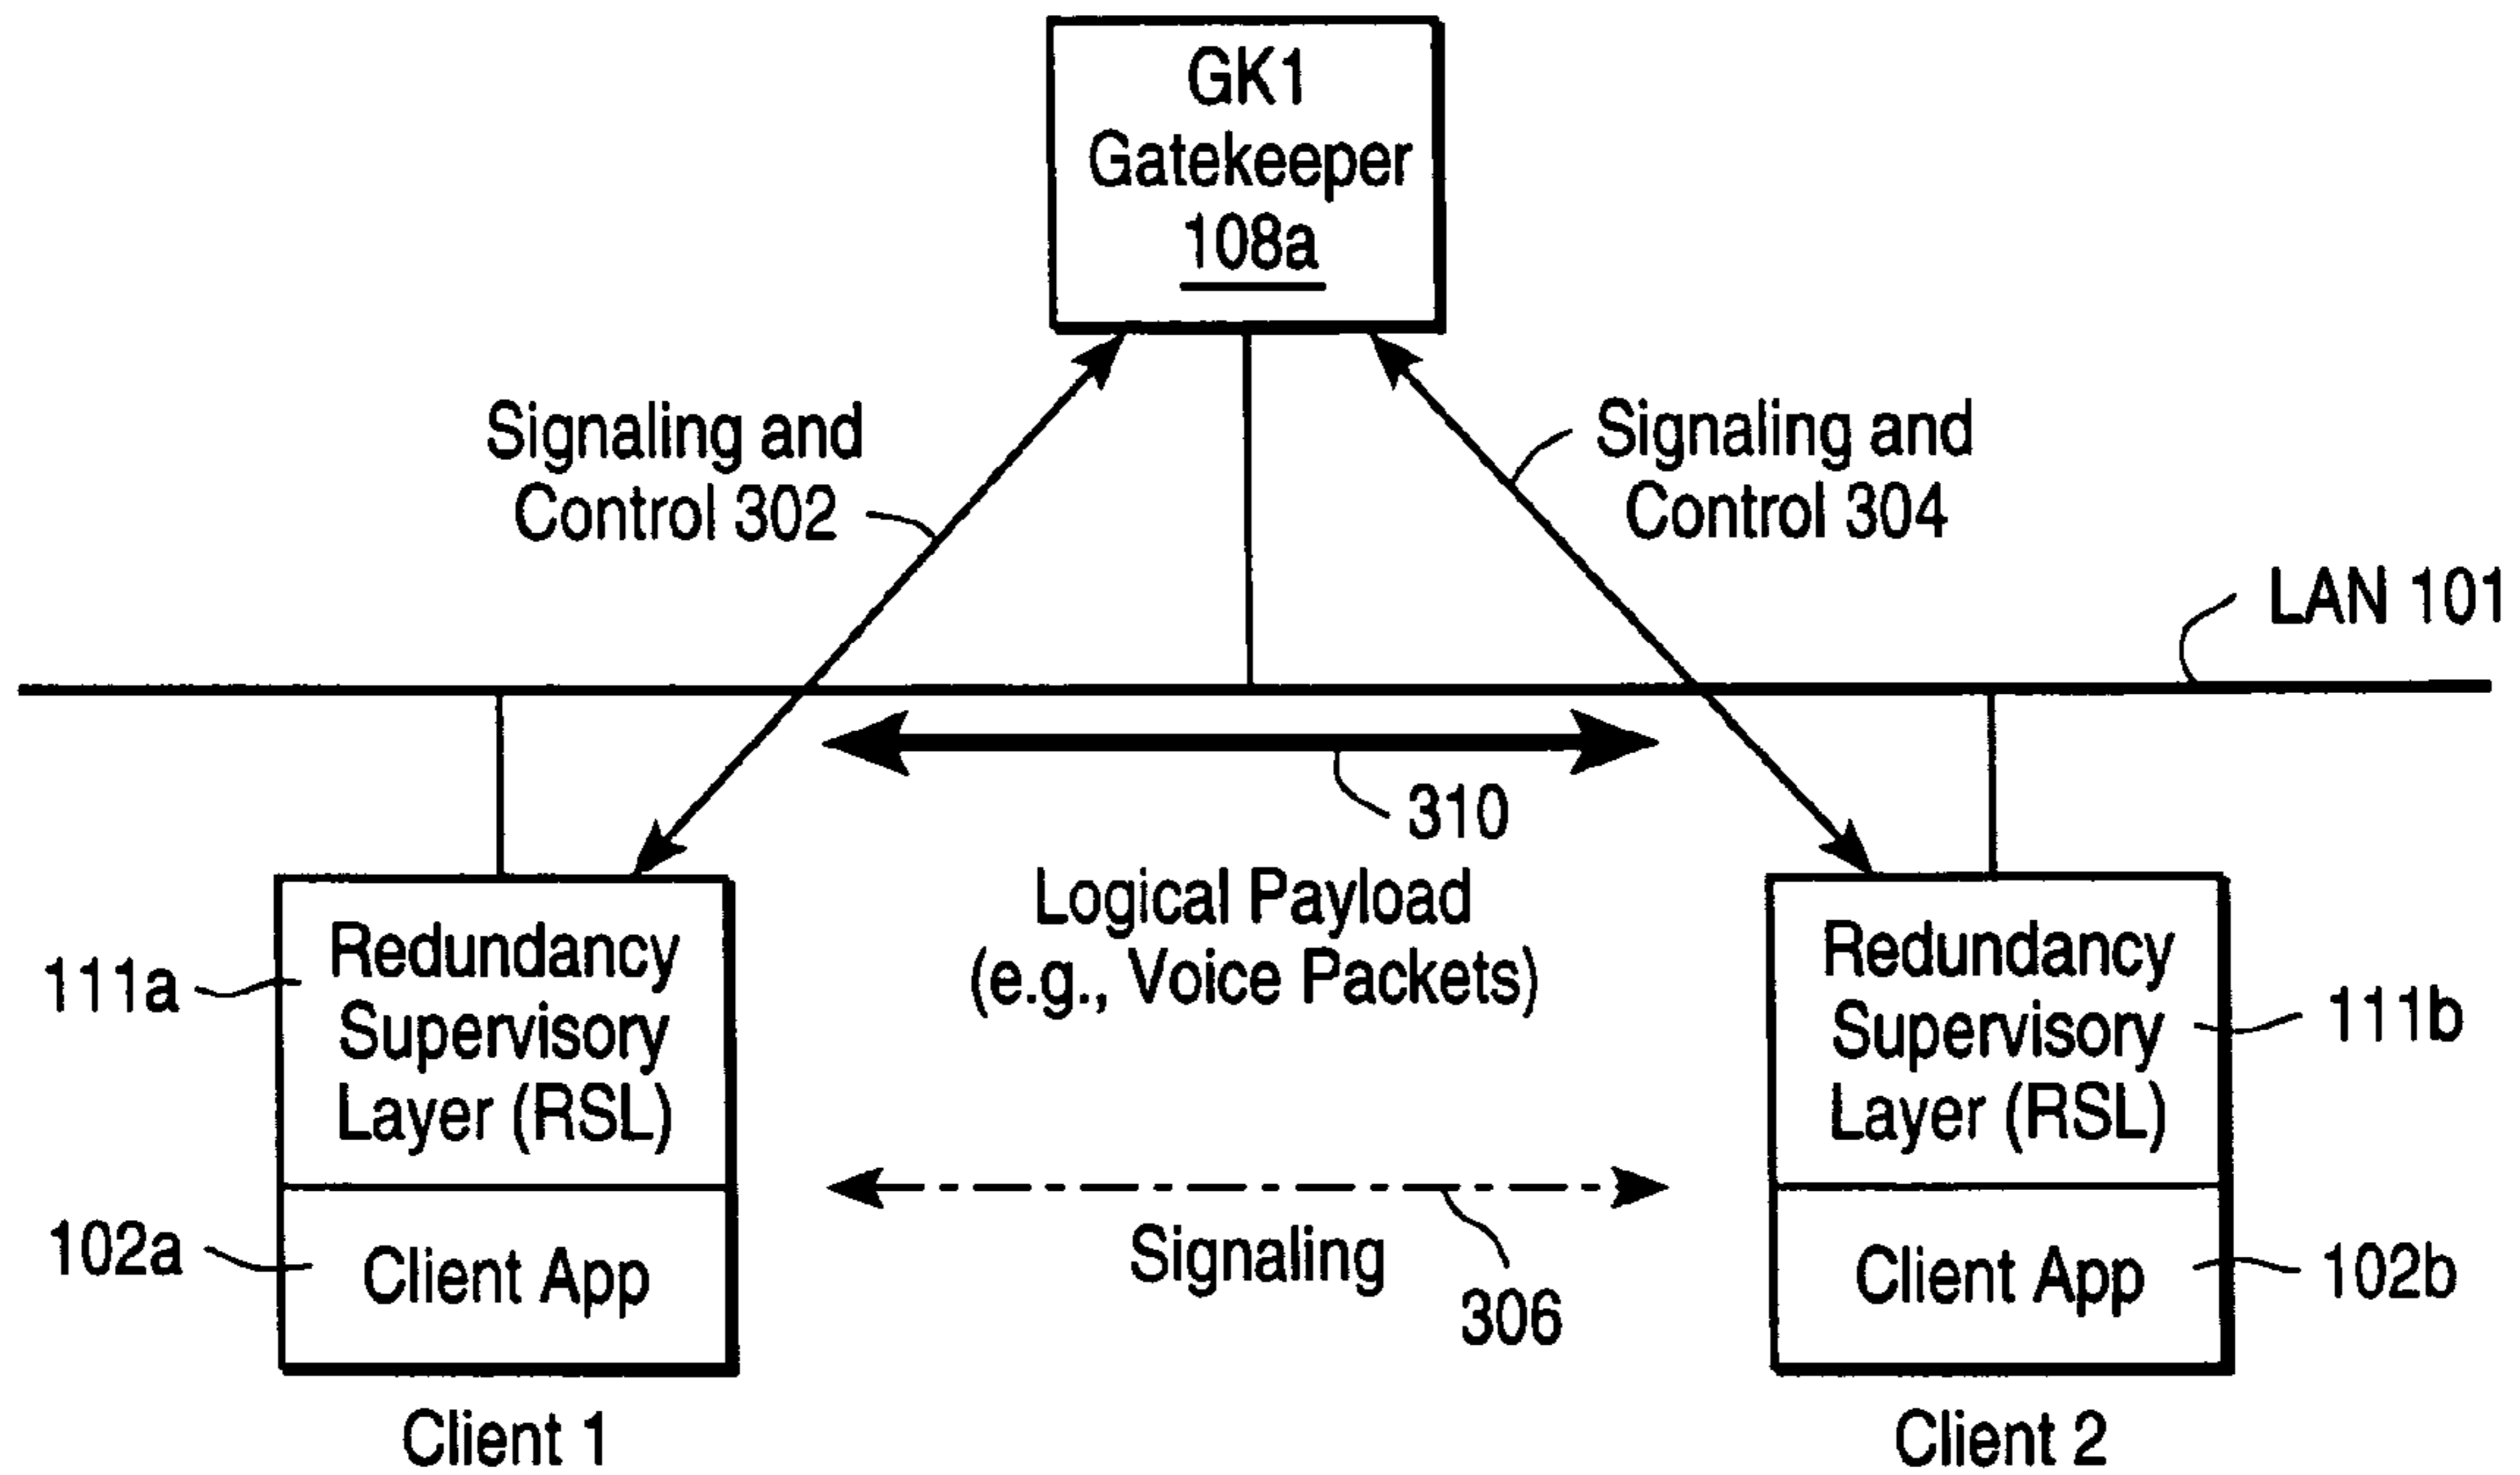 GK1
Gatekeeper
108a
Signaling and
Control 302
Signaling and
Control 304
LAN 101
310
Logical Payload
(e.g., Voice Packets)
111a
Redundancy
Supervisory
Layer (RSL)
Redundancy
Supervisory
Layer (RSL)
111b
102a
Client App
Signaling
306
Client App
102b
Client 1
Client 2